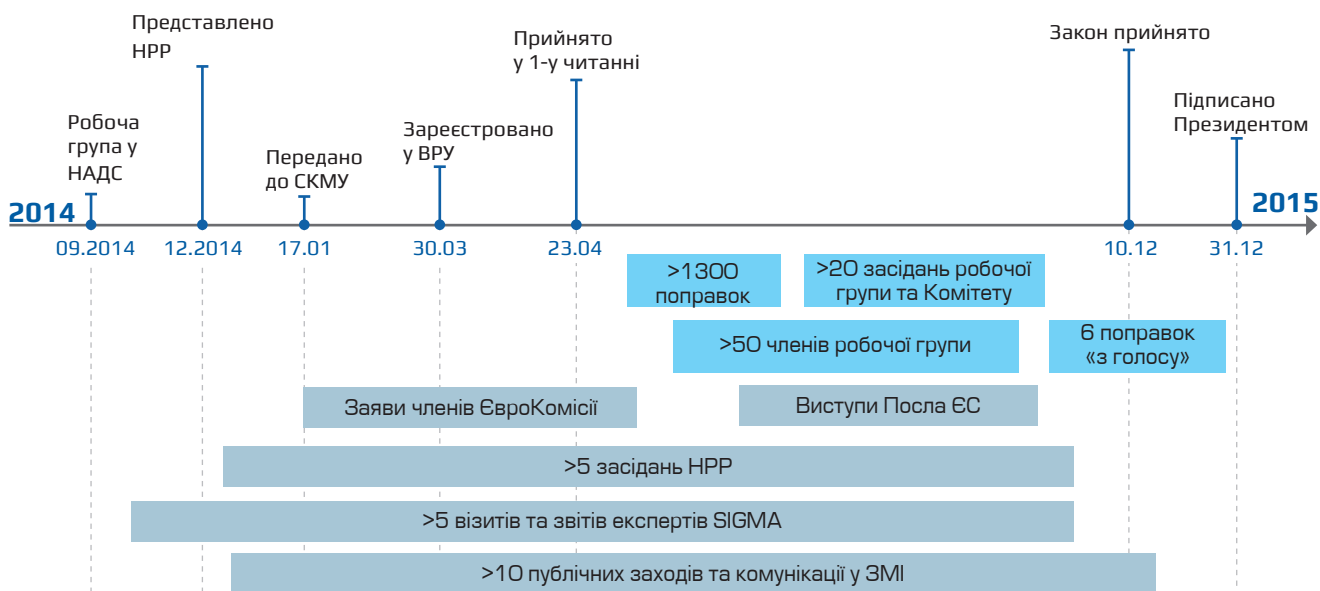 Представлено
НРР
Прийнято
у 1-у читанні
Закон прийнято
Робоча
група у
НАДС
Передано
до СКМУ
Зареєстровано
у ВРУ
Підписано
Президентом
2014
2015
09.2014
12.2014
17.01
30.03
23.04
10.12
31.12
>1300
поправок
>20 засідань робочої
групи та Комітету
>50 членів робочої групи
6 поправок
«з голосу»
Заяви членів ЄвроКомісії
Виступи Посла ЄС
>5 засідань НРР
>5 візитів та звітів експертів SIGMA
>10 публічних заходів та комунікації у ЗМІ